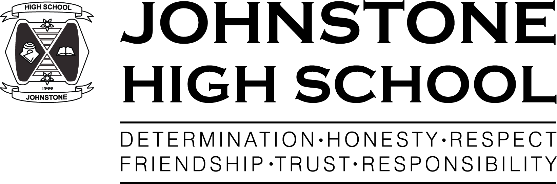 HIGH SCHOOL
JOHNSTONE
JOHNSTONE
HIGH SCHOOL
DETERMINATION·HONESTY·RESPECT
FRIENDSHIP·TRUST·RESPONSIBILITY